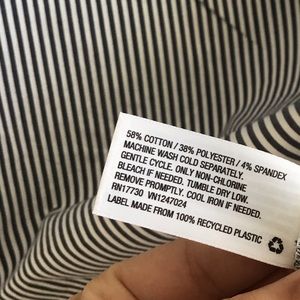 58% COTTON / 38% POLYESTER / 4% SPANDEX
MACHINE WASH COLD SEPARATELY.
GENTLE CYCLE. ONLY NON-CHLORINE
BLEACH IF NEEDED. TUMBLE DRY LOW.
REMOVE PROMPTLY. COOL IRON IF NEEDED.
RN17730 VN1247024
LABEL MADE FROM 100% RECYCLED PLASTIC